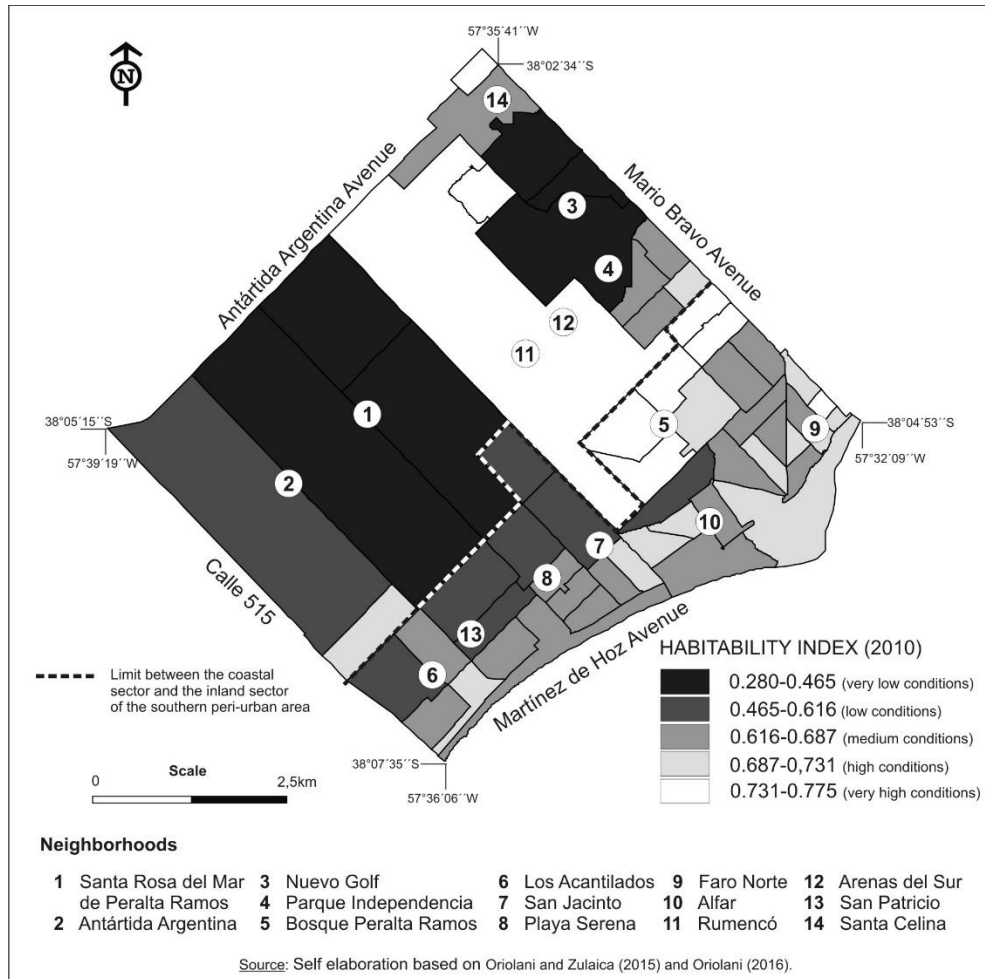 57°35´41´´W
38°02´34´´S
N
14
Antártida Argentina Avenue
Mario Bravo Avenue
3
4
12
11
1
5
9
38°05´15´´S
57°39´19´´W
38°04´53´´S
57°32´09´´W
2
10
7
8
13
6
Calle 515
Martínez de Hoz Avenue
Limit between the coastal
sector and the inland sector
of the southern peri-urban area
38°07´35´´S
57°36´06´´W
Scale
0 2,5km
HABITABILITY INDEX (2010)
0.280-0.465 (very low conditions)
0.465-0.616 (low conditions)
0.616-0.687 (medium conditions)
0.687-0,731 (high conditions)
0.731-0.775 (very high conditions)
Neighborhoods
1 Santa Rosa del Mar
de Peralta Ramos
2 Antártida Argentina
3 Nuevo Golf
4 Parque Independencia
5 Bosque Peralta Ramos
6 Los Acantilados
7 San Jacinto
8 Playa Serena
9 Faro Norte
10 Alfar
11 Rumencó
12 Arenas del Sur
13 San Patricio
14 Santa Celina
Source: Self elaboration based on Oriolani and Zulaica (2015) and Oriolani (2016).